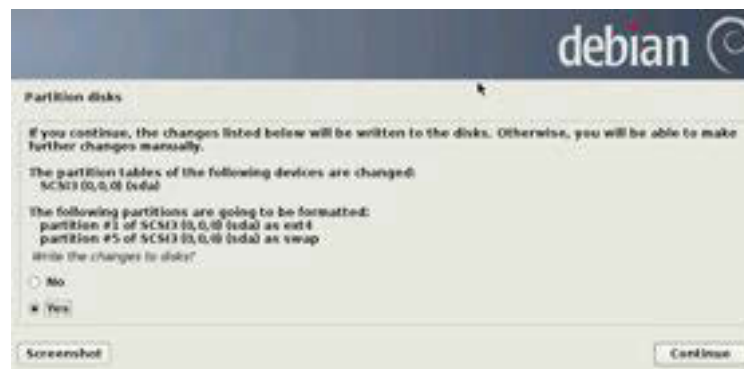 debian
Partition disks
If you continue, the changes listed below will be written to the disks. Otherwise, you will be able to make
further changes manually.
The partition tables of the following devices are changed:
SCSI3 (0,0,0) (sda)
The following partitions are going to be formatted:
partition #1 of SCSI3 (0,0,0) (sda) as ext4
partition #5 of SCSI3 (0,0,0) (sda) as swap
Write the changes to disks?
No
Yes
Screenshot
Continue